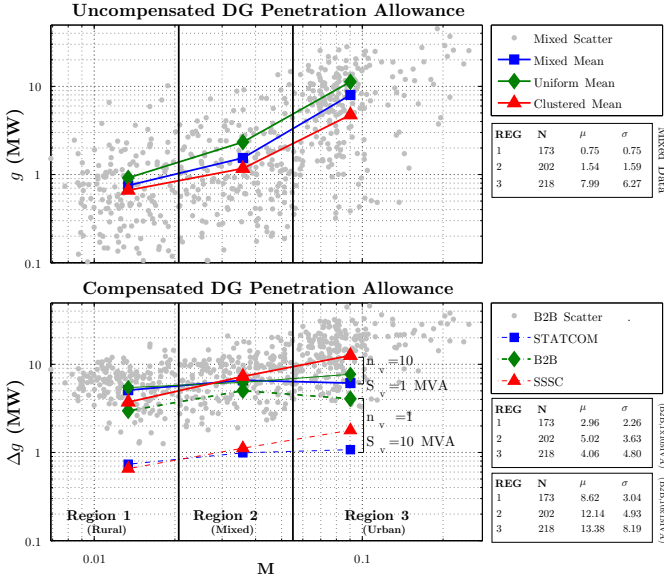 Uncompensated DG Penetration Allowance
10
1
0.1
g (MW)
Mixed Scatter
Mixed Mean
Uniform Mean
Clustered Mean
REG N μ σ
1 173 0.75 0.75
2 202 1.54 1.59
3 218 7.99 6.27
Mixed Data
Compensated DG Penetration Allowance
10
1
0.1
Δg (MW)
n_v=10
S_v=1 MVA
n_v=1
S_v=10 MVA
Region 1
(Rural)
Region 2
(Mixed)
Region 3
(Urban)
0.01
0.1
M
B2B Scatter .
STATCOM
B2B
SSSC
REG N μ σ
1 173 2.96 2.26
2 202 5.02 3.63
3 218 4.06 4.80
REG N μ σ
1 173 8.62 3.04
2 202 12.14 4.93
3 218 13.38 8.19